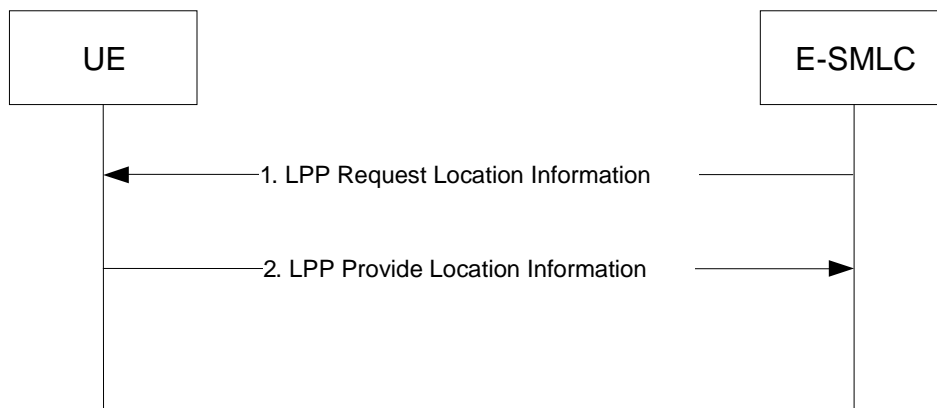 UE
E-SMLC
1. LPP Request Location Information
2. LPP Provide Location Information